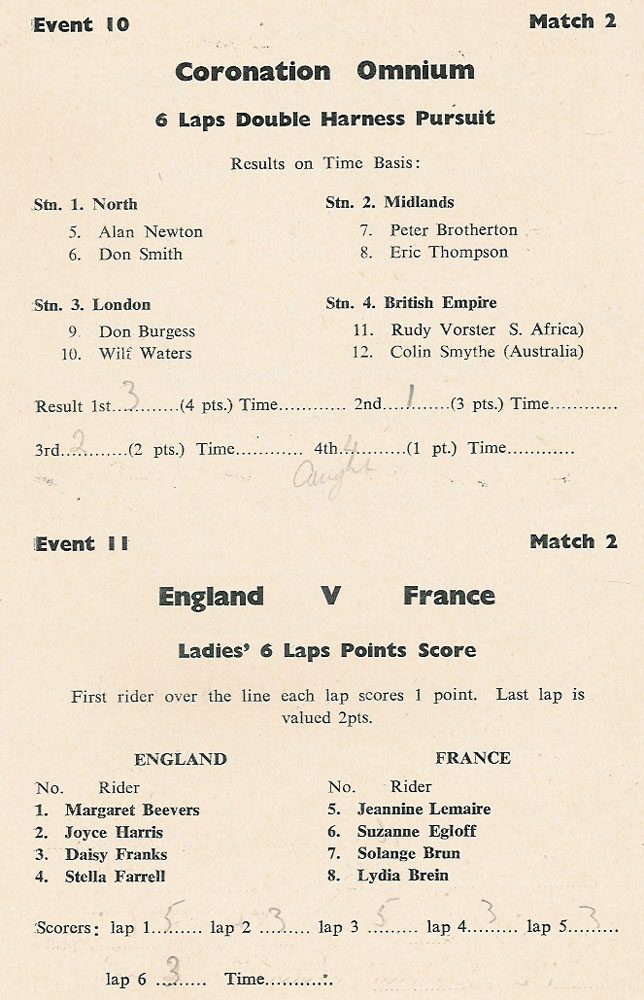 Event 10 Match 2
Coronation Omnium
6 Laps Double Harness Pursuit
Results on Time Basis:
Stn. 1. North Stn. 2. Midlands
5. Alan Newton 7. Peter Brotherton
6. Don Smith 8. Eric Thompson
Stn. 3. London Stn. 4. British Empire
9. Don Burgess 11. Rudy Vorster S. Africa)
10. Wilf Waters 12. Colin Smythe (Australia)
Result 1st...3.........(4 pts.) Time............ 2nd....1......(3 pts.) Time............
3rd..2.........(2 pts.) Time............ 4th..4........(1 pt.) Time............
Caught
Event 11 Match 2
England V France
Ladies' 6 Laps Points Score
First rider over the line each lap scores 1 point. Last lap is
valued 2pts.
ENGLAND FRANCE
No. Rider No. Rider
1. Margaret Beevers 5. Jeannine Lemaire
2. Joyce Harris 6. Suzanne Egloff
3. Daisy Franks 7. Solange Brun
4. Stella Farrell 8. Lydia Brein
Scorers: lap 1..5....... lap 2 ..3....... lap 3 ..5....... lap 4...3...... lap 5...3......
lap 6 ..3....... Time............